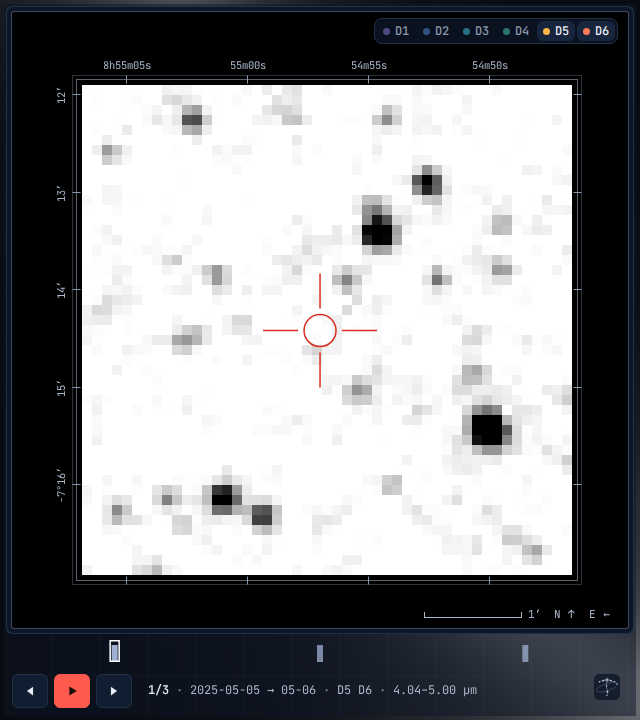 D1 D2 D3 D4 D5 D6
8h55m05s 55m00s 54m55s 54m50s
12′
13′
14′
15′
-7°16′
1′ N ↑ E ←
1/3 · 2025-05-05 → 05-06 · D5 D6 · 4.04–5.00 µm